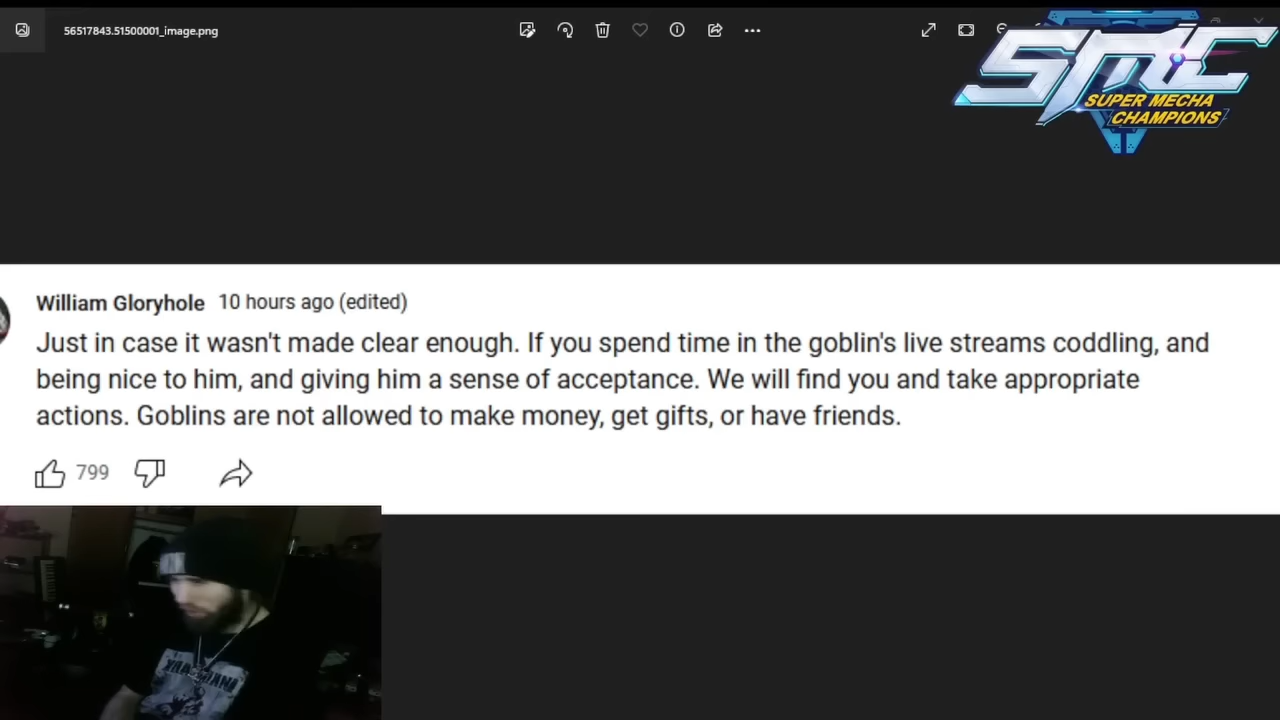 56517843.51500001_image.png
SMC
SUPER MECHA
CHAMPIONS
William Gloryhole 10 hours ago (edited)
Just in case it wasn't made clear enough. If you spend time in the goblin's live streams coddling, and
being nice to him, and giving him a sense of acceptance. We will find you and take appropriate
actions. Goblins are not allowed to make money, get gifts, or have friends.
799